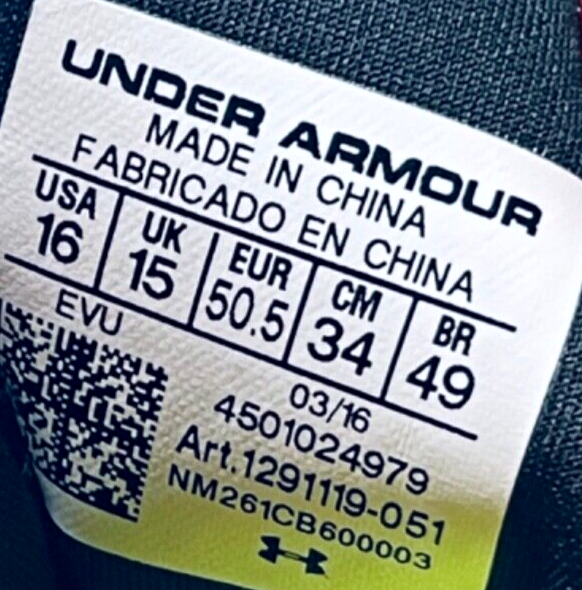 UNDER ARMOUR
MADE IN CHINA
FABRICADO EN CHINA
USA UK EUR CM BR
16 15 50.5 34 49
EVU
03/16
4501024979
Art.1291119-051
NM261CB600003